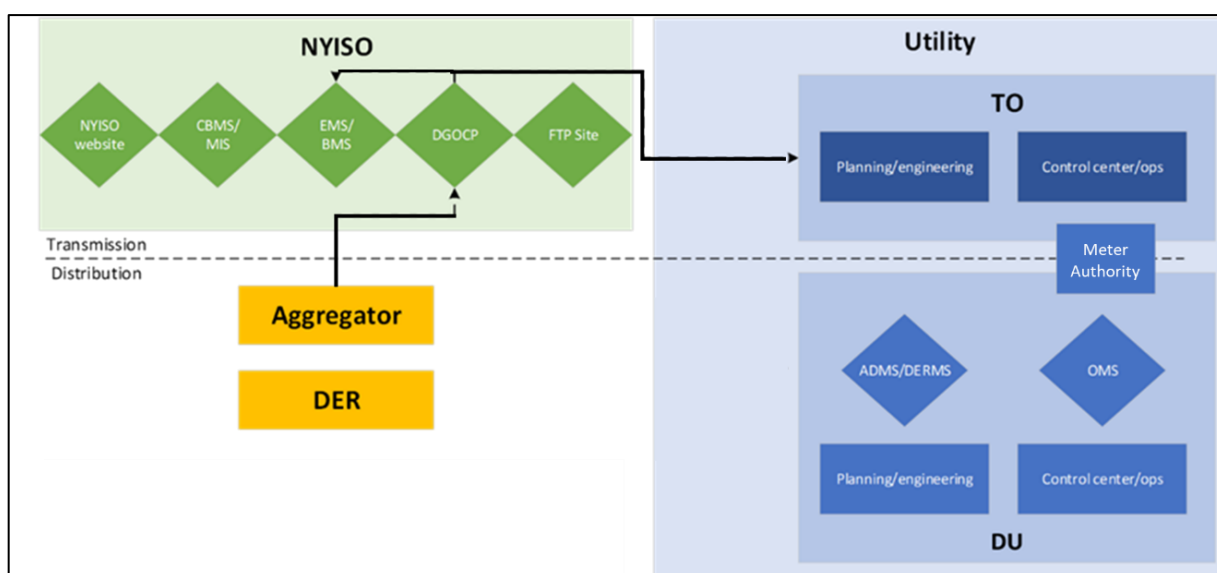 NYISO
NYISO
website
CBMS/
MIS
EMS/
BMS
DGOCP
FTP Site
Utility
TO
Planning/engineering
Control center/ops
Transmission
Distribution
Meter
Authority
Aggregator
DER
ADMS/DERMS
OMS
Planning/engineering
Control center/ops
DU